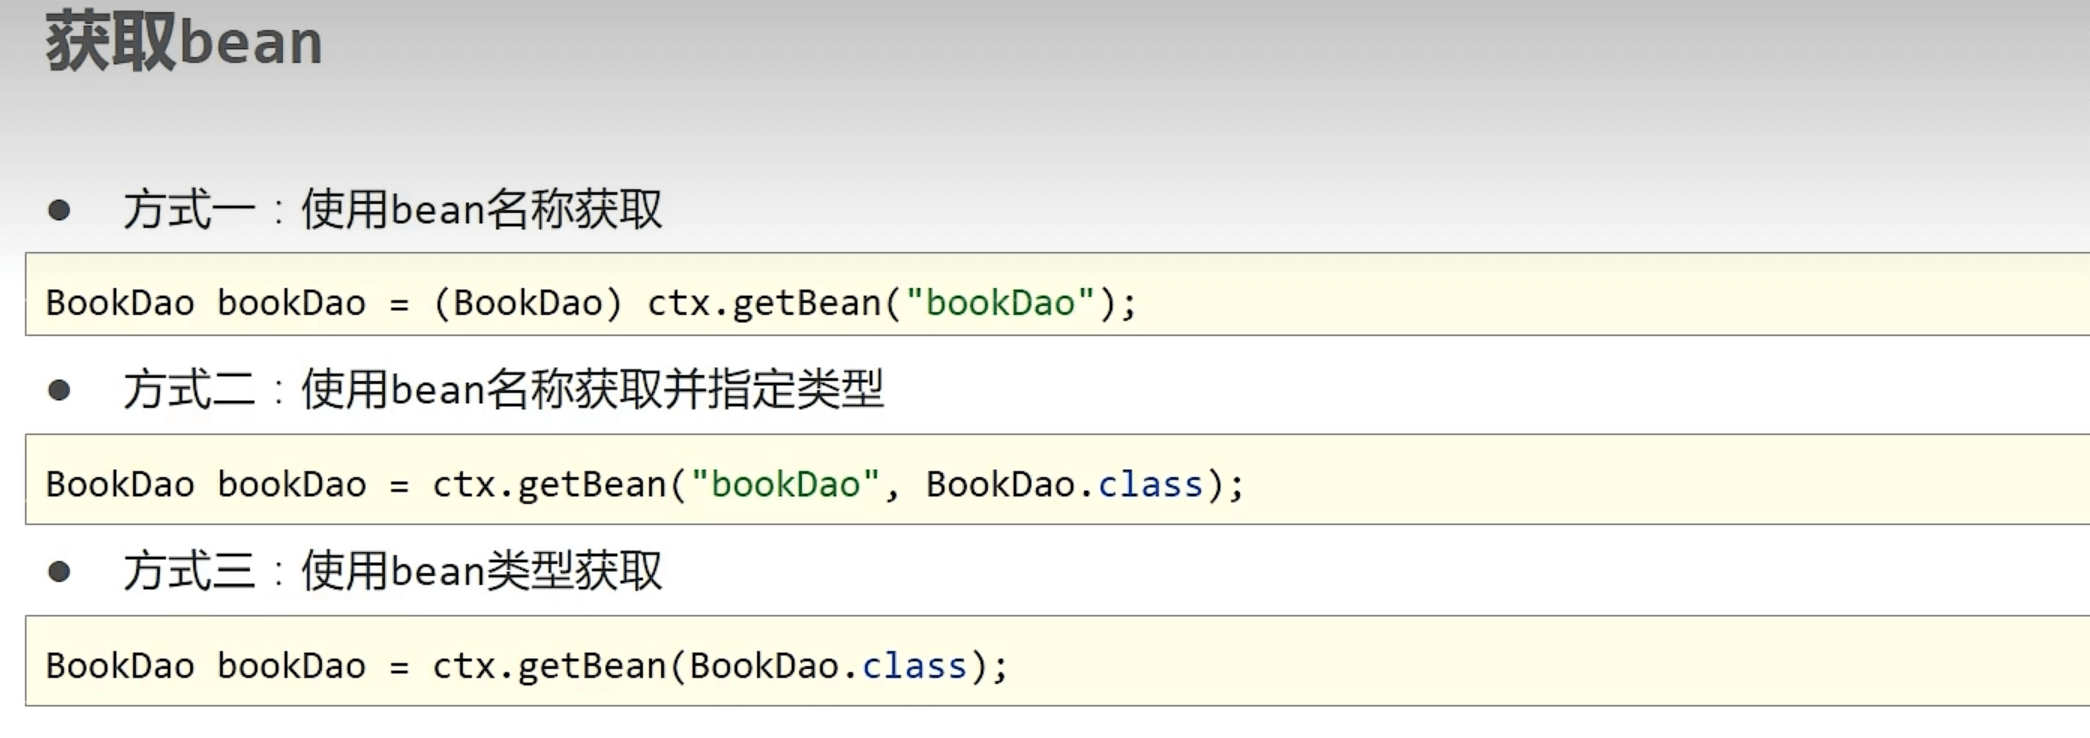 获取bean
● 方式一：使用bean名称获取
BookDao bookDao = (BookDao) ctx.getBean("bookDao");
● 方式二：使用bean名称获取并指定类型
BookDao bookDao = ctx.getBean("bookDao", BookDao.class);
● 方式三：使用bean类型获取
BookDao bookDao = ctx.getBean(BookDao.class);